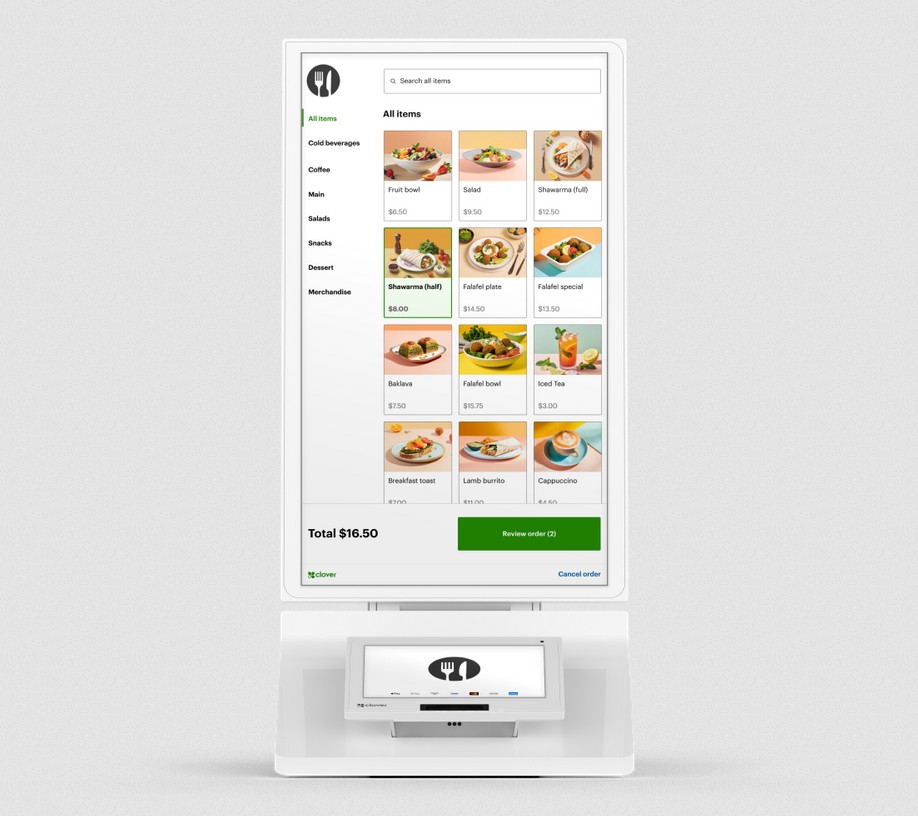 Search all items
All items
Cold beverages
Coffee
Main
Salads
Snacks
Dessert
Merchandise
All items
Fruit bowl
$6.50
Salad
$9.50
Shawarma (full)
$12.50
Shawarma (half)
$8.00
Falafel plate
$14.50
Falafel special
$13.50
Baklava
$7.50
Falafel bowl
$15.75
Iced Tea
$3.00
Breakfast toast
$7.00
Lamb burrito
$11.00
Cappuccino
$4.50
Total $16.50
Review order (2)
clover
Cancel order
clover